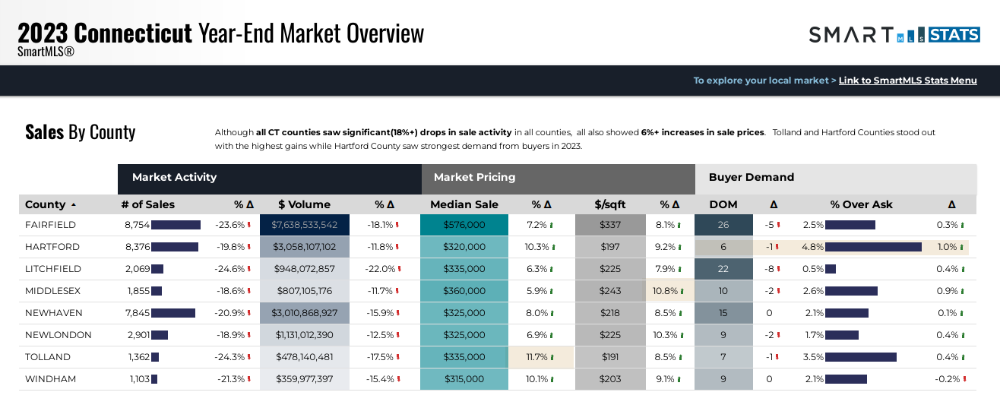 2023 Connecticut Year-End Market Overview
SmartMLS®
SMART MLS STATS
To explore your local market > Link to SmartMLS Stats Menu
Sales By County
Although all CT counties saw significant(18%+) drops in sale activity in all counties, all also showed 6%+ increases in sale prices. Tolland and Hartford Counties stood out
with the highest gains while Hartford County saw strongest demand from buyers in 2023.
Market Activity Market Pricing Buyer Demand
County # of Sales % Δ $ Volume % Δ Median Sale % Δ $/sqft % Δ DOM Δ % Over Ask Δ
FAIRFIELD 8,754 -23.6% $7,638,533,542 -18.1% $576,000 7.2% $337 8.1% 26 -5 2.5% 0.3%
HARTFORD 8,376 -19.8% $3,058,107,102 -11.8% $320,000 10.3% $197 9.2% 6 -1 4.8% 1.0%
LITCHFIELD 2,069 -24.6% $948,072,857 -22.0% $335,000 6.3% $225 7.9% 22 -8 0.5% 0.4%
MIDDLESEX 1,855 -18.6% $807,105,176 -11.7% $360,000 5.9% $243 10.8% 10 -2 2.6% 0.9%
NEWHAVEN 7,845 -20.9% $3,010,868,927 -15.9% $325,000 8.0% $218 8.5% 15 0 2.1% 0.1%
NEWLONDON 2,901 -18.9% $1,131,012,390 -12.5% $325,000 6.9% $225 10.3% 9 -2 1.7% 0.4%
TOLLAND 1,362 -24.3% $478,140,481 -17.5% $335,000 11.7% $191 8.5% 7 -1 3.5% 0.4%
WINDHAM 1,103 -21.3% $359,977,397 -15.4% $315,000 10.1% $203 9.1% 9 0 2.1% -0.2%